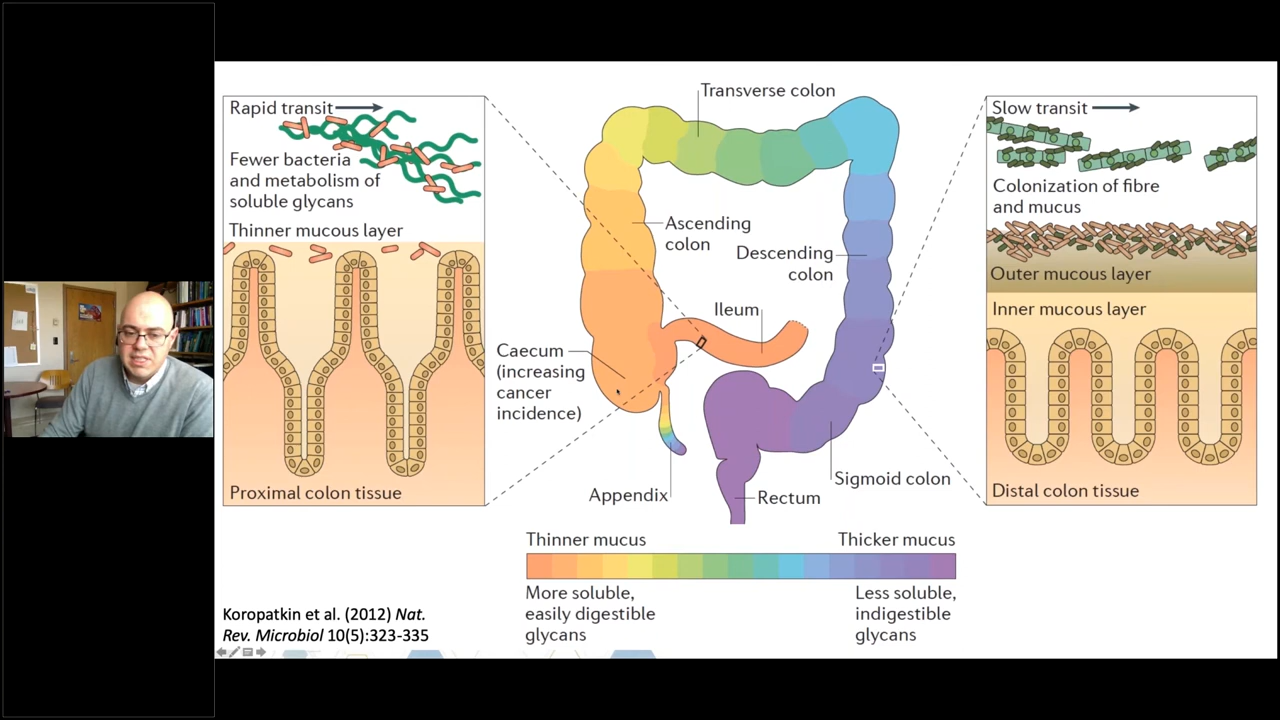 Rapid transit
Fewer bacteria
and metabolism of
soluble glycans
Thinner mucous layer
Proximal colon tissue
Transverse colon
Ascending
colon
Descending
colon
Ileum
Caecum
(increasing
cancer
incidence)
Appendix
Rectum
Sigmoid colon
Slow transit
Colonization of fibre
and mucus
Outer mucous layer
Inner mucous layer
Distal colon tissue
Thinner mucus
Thicker mucus
More soluble,
easily digestible
glycans
Less soluble,
indigestible
glycans
Koropatkin et al. (2012) Nat.
Rev. Microbiol 10(5):323-335